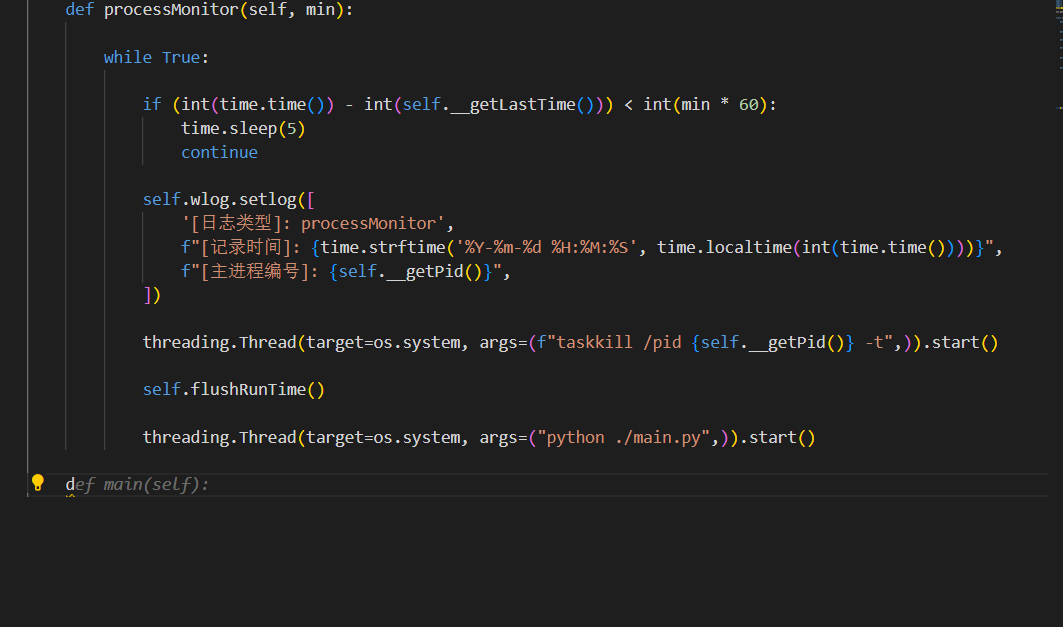 def processMonitor(self, min):
while True:
if (int(time.time()) - int(self.__getLastTime())) < int(min * 60):
time.sleep(5)
continue
self.wlog.setlog([
'[日志类型]: processMonitor',
f"[记录时间]: {time.strftime('%Y-%m-%d %H:%M:%S', time.localtime(int(time.time())))}",
f"[主进程编号]: {self.__getPid()}",
])
threading.Thread(target=os.system, args=(f"taskkill /pid {self.__getPid()} -t",)).start()
self.flushRunTime()
threading.Thread(target=os.system, args=("python ./main.py",)).start()
def main(self):